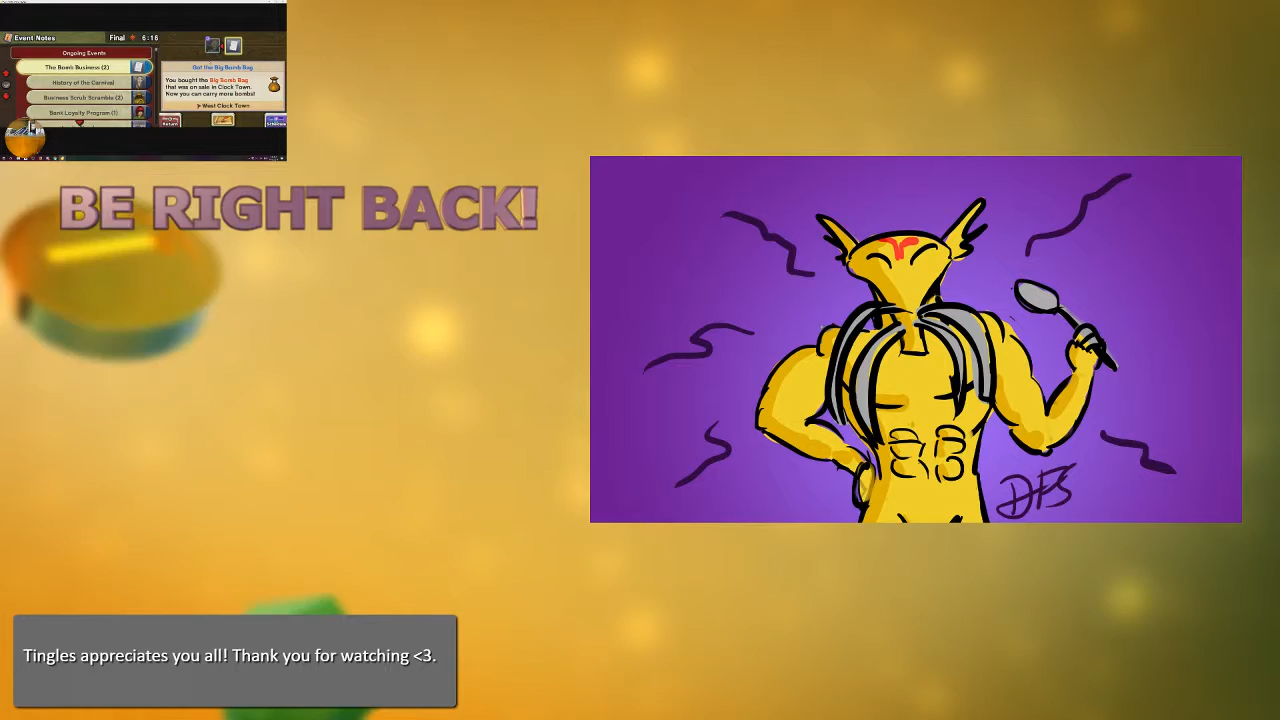 Event Notes
Final 6:16
Ongoing Events
The Bomb Business (2)
History of the Carnival
Business Scrub Scramble (2)
Bank Loyalty Program (1)
Got the Big Bomb Bag
You bought the Big Bomb Bag
that was on sale in Clock Town.
Now you can carry more bombs!
West Clock Town
BE RIGHT BACK!
DFS
Tingles appreciates you all! Thank you for watching <3.